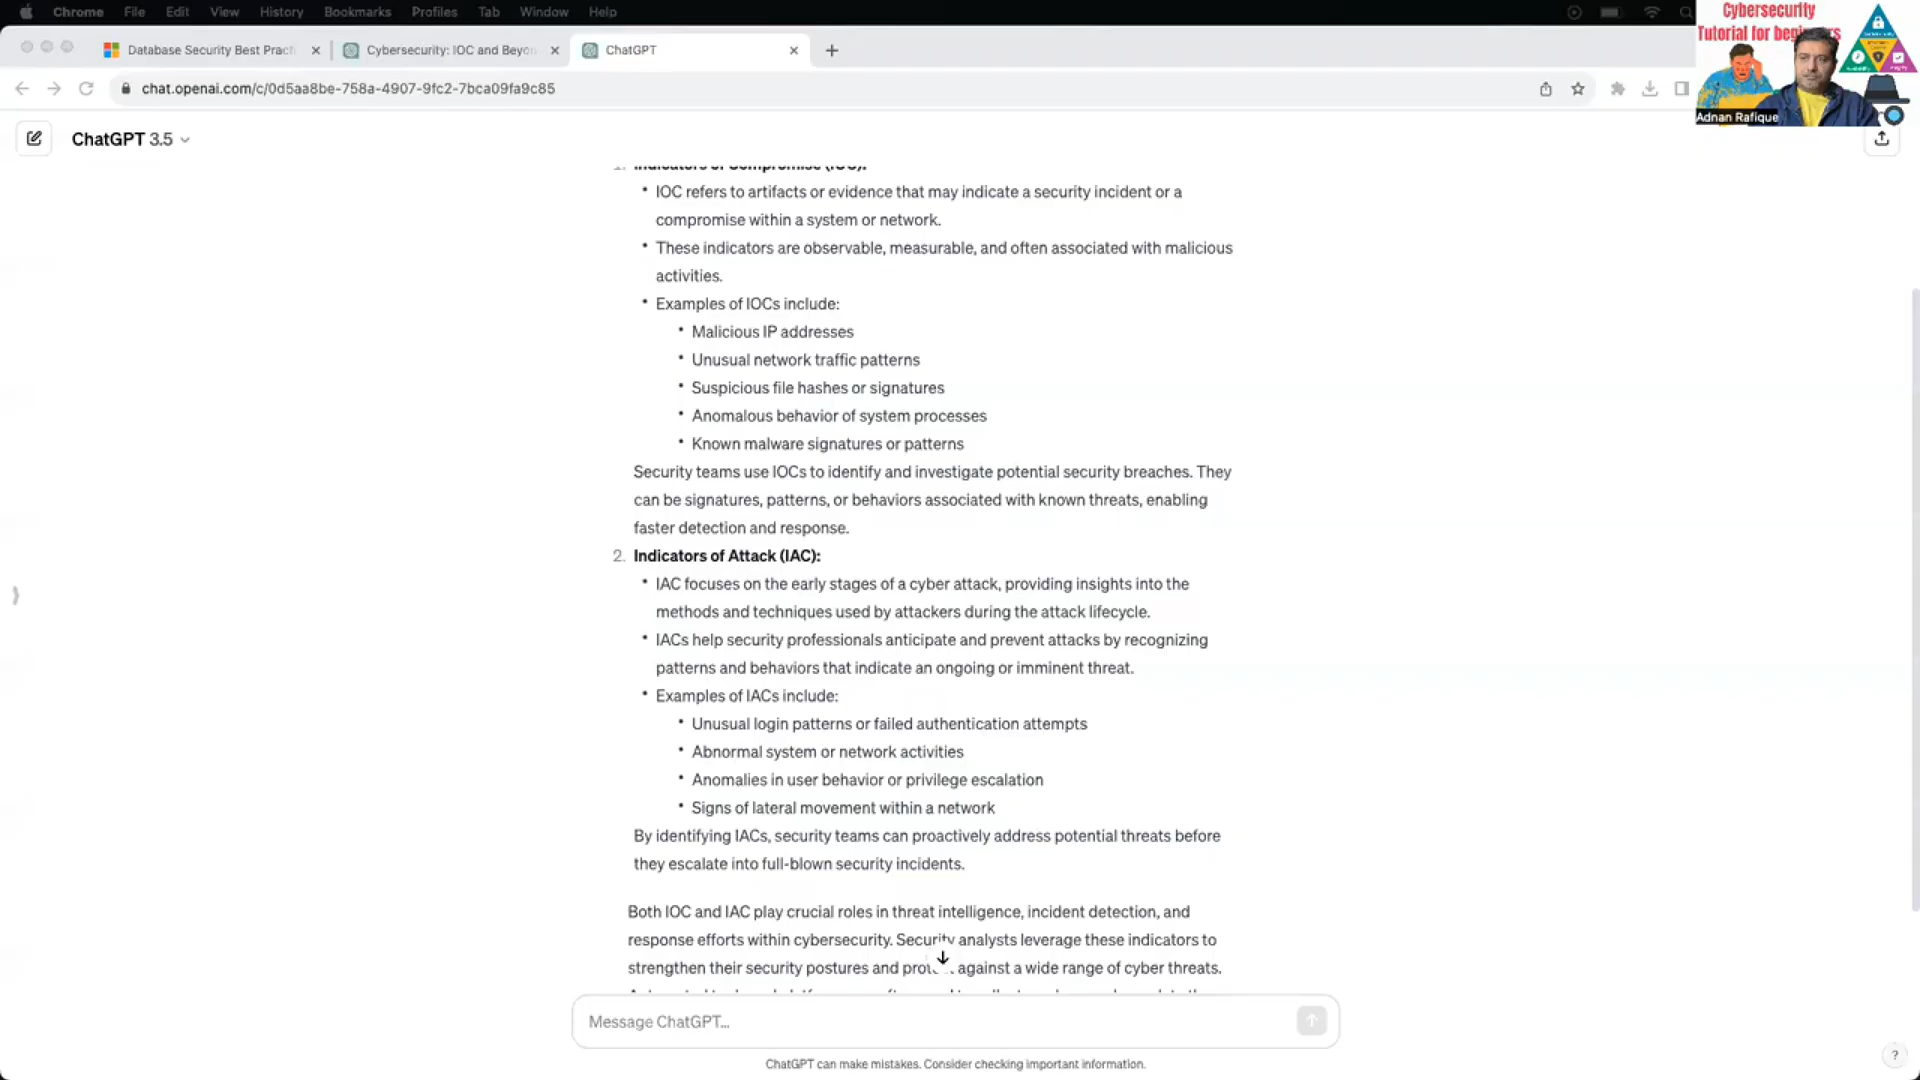 Chrome File Edit View History Bookmarks Profiles Tab Window Help
Cybersecurity
Tutorial for beginners
Database Security Best Pract
Cybersecurity: IOC and Beyon
ChatGPT
chat.openai.com/c/0d5aa8be-758a-4907-9fc2-7bca09fa9c85
Adnan Rafique
ChatGPT 3.5
Indicators of Compromise (IOC):
• IOC refers to artifacts or evidence that may indicate a security incident or a
compromise within a system or network.
• These indicators are observable, measurable, and often associated with malicious
activities.
• Examples of IOCs include:
• Malicious IP addresses
• Unusual network traffic patterns
• Suspicious file hashes or signatures
• Anomalous behavior of system processes
• Known malware signatures or patterns
Security teams use IOCs to identify and investigate potential security breaches. They
can be signatures, patterns, or behaviors associated with known threats, enabling
faster detection and response.
2. Indicators of Attack (IAC):
• IAC focuses on the early stages of a cyber attack, providing insights into the
methods and techniques used by attackers during the attack lifecycle.
• IACs help security professionals anticipate and prevent attacks by recognizing
patterns and behaviors that indicate an ongoing or imminent threat.
• Examples of IACs include:
• Unusual login patterns or failed authentication attempts
• Abnormal system or network activities
• Anomalies in user behavior or privilege escalation
• Signs of lateral movement within a network
By identifying IACs, security teams can proactively address potential threats before
they escalate into full-blown security incidents.
Both IOC and IAC play crucial roles in threat intelligence, incident detection, and
response efforts within cybersecurity. Security analysts leverage these indicators to
strengthen their security postures and protect against a wide range of cyber threats.
Message ChatGPT...
ChatGPT can make mistakes. Consider checking important information.
?